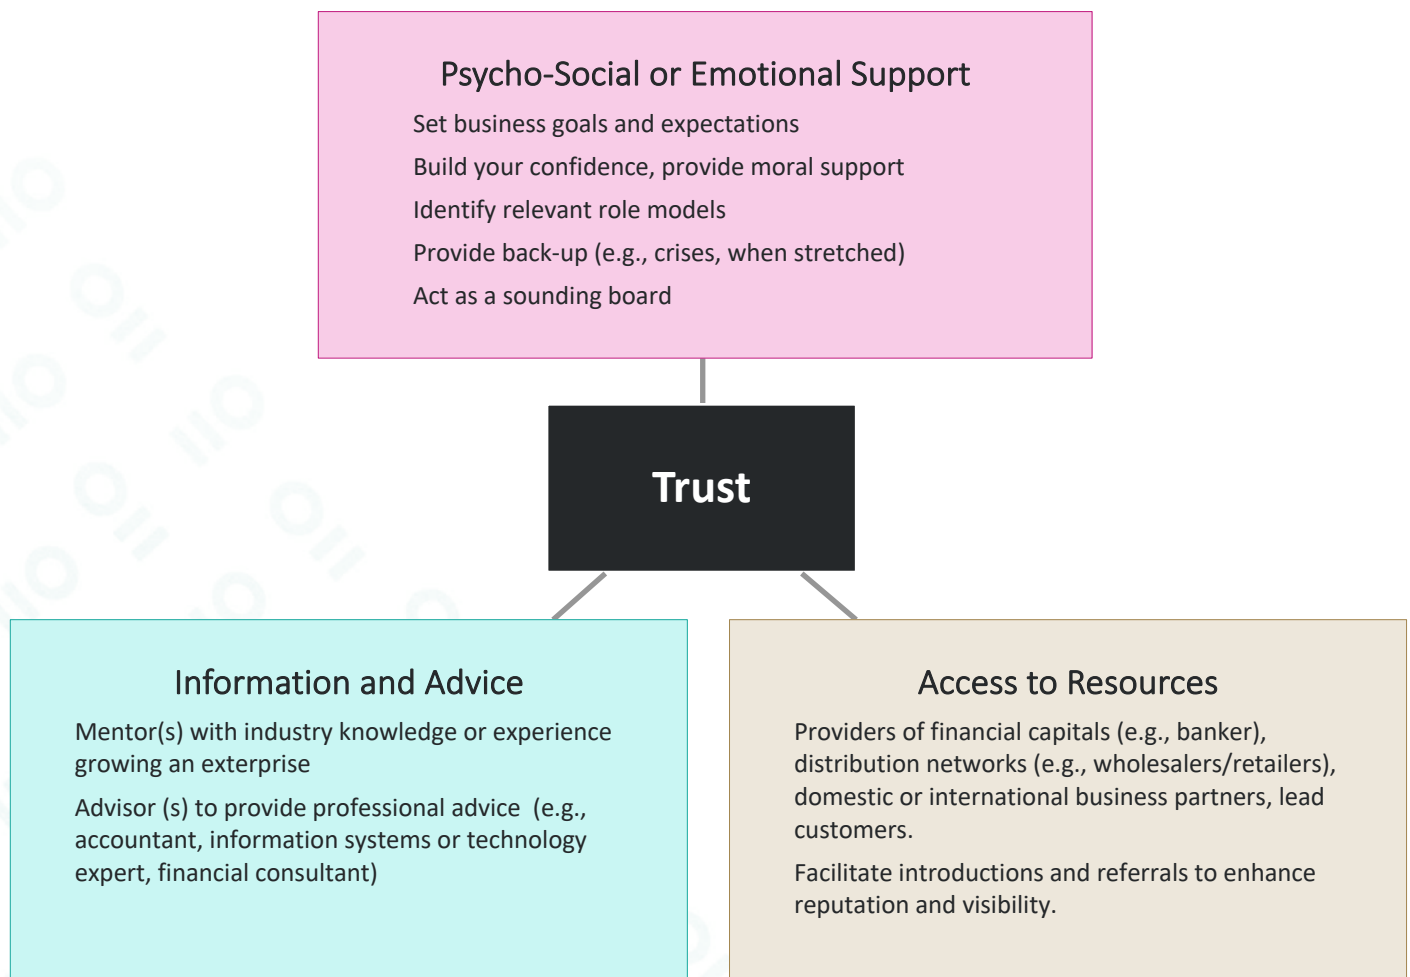 Psycho-Social or Emotional Support
Set business goals and expectations
Build your confidence, provide moral support
Identify relevant role models
Provide back-up (e.g., crises, when stretched)
Act as a sounding board
Trust
Information and Advice
Mentor(s) with industry knowledge or experience
growing an exterprise
Advisor (s) to provide professional advice  (e.g.,
accountant, information systems or technology
expert, financial consultant)
Access to Resources
Providers of financial capitals (e.g., banker),
distribution networks (e.g., wholesalers/retailers),
domestic or international business partners, lead
customers.
Facilitate introductions and referrals to enhance
reputation and visibility.